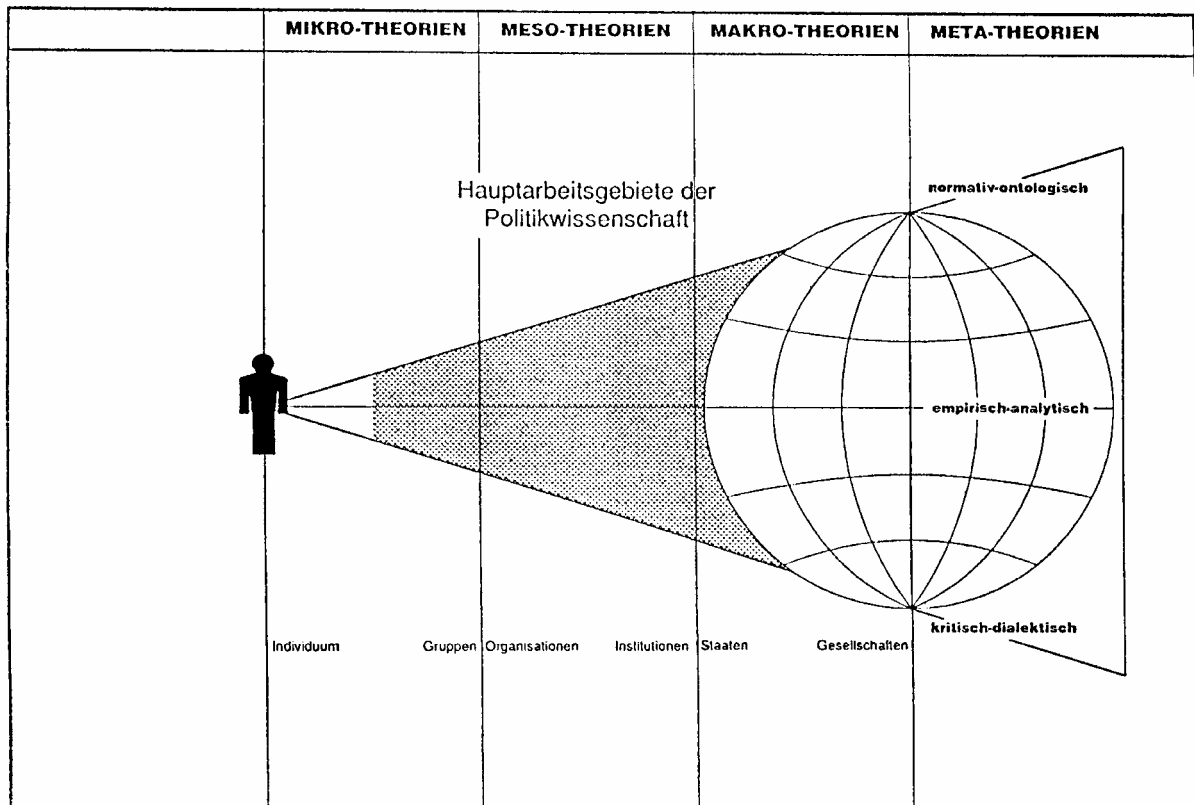 MIKRO-THEORIEN MESO-THEORIEN MAKRO-THEORIEN META-THEORIEN
Hauptarbeitsgebiete der
Politikwissenschaft
normativ-ontologisch
empirisch-analytisch
kritisch-dialektisch
Individuum Gruppen Organisationen Institutionen Staaten Gesellschaften